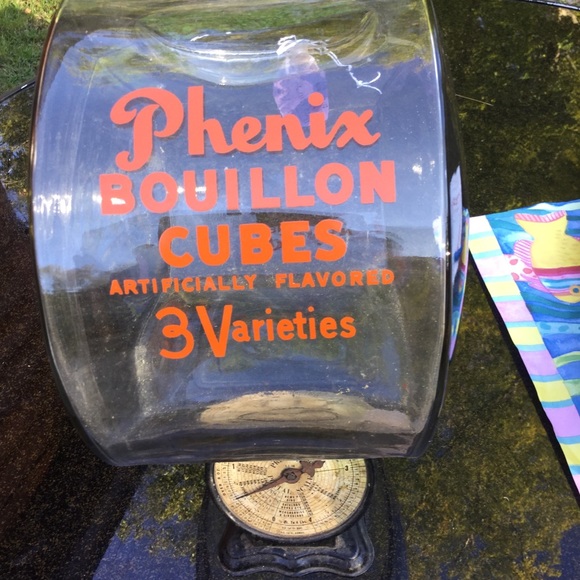 Phenix
BOUILLON
CUBES
ARTIFICIALLY FLAVORED
3 Varieties